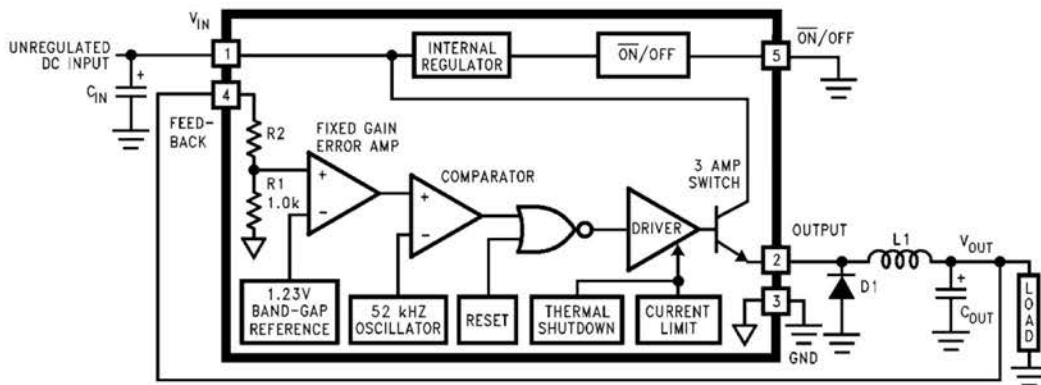 V_IN
UNREGULATED
DC INPUT
1
INTERNAL
REGULATOR
O̅N̅/OFF
5
O̅N̅/OFF
+
C_IN
4
FEED-
BACK
R2
FIXED GAIN
ERROR AMP
R1
1.0k
+
-
COMPARATOR
+
-
3 AMP
SWITCH
DRIVER
OUTPUT
2
L1
V_OUT
D1
+
C_OUT
LOAD
1.23V
BAND-GAP
REFERENCE
52 kHZ
OSCILLATOR
RESET
THERMAL
SHUTDOWN
CURRENT
LIMIT
3
GND